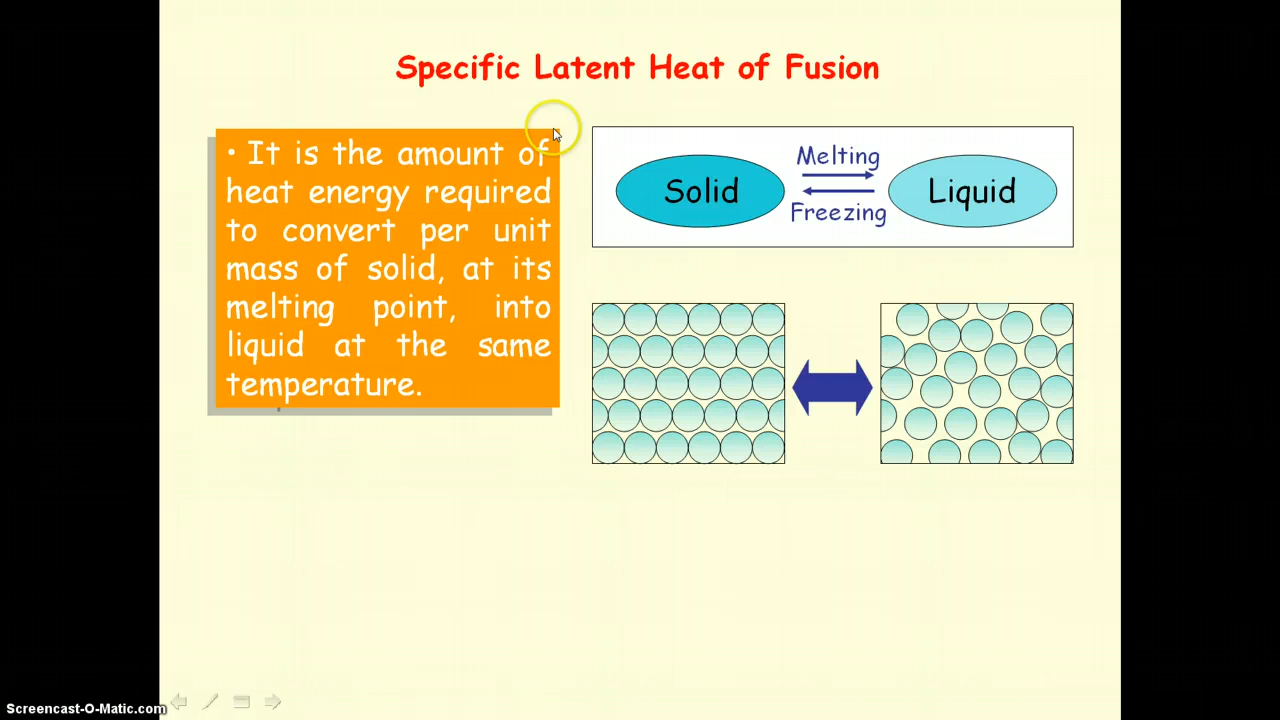 Specific Latent Heat of Fusion
• It is the amount of
heat energy required
to convert per unit
mass of solid, at its
melting point, into
liquid at the same
temperature.
Melting
Solid
Liquid
Freezing
Screencast-O-Matic.com